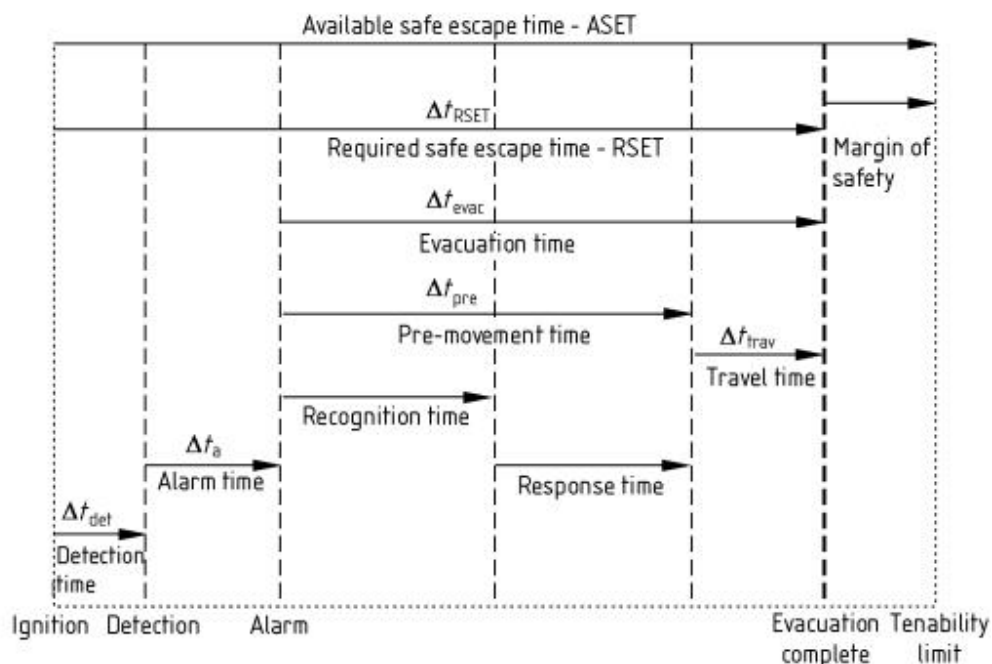 Available safe escape time - ASET
Δt_RSET
Required safe escape time - RSET
Margin of
safety
Δt_evac
Evacuation time
Δt_pre
Pre-movement time
Δt_trav
Travel time
Recognition time
Δt_a
Alarm time
Response time
Δt_det
Detection
time
Ignition Detection Alarm Evacuation Tenability
complete limit